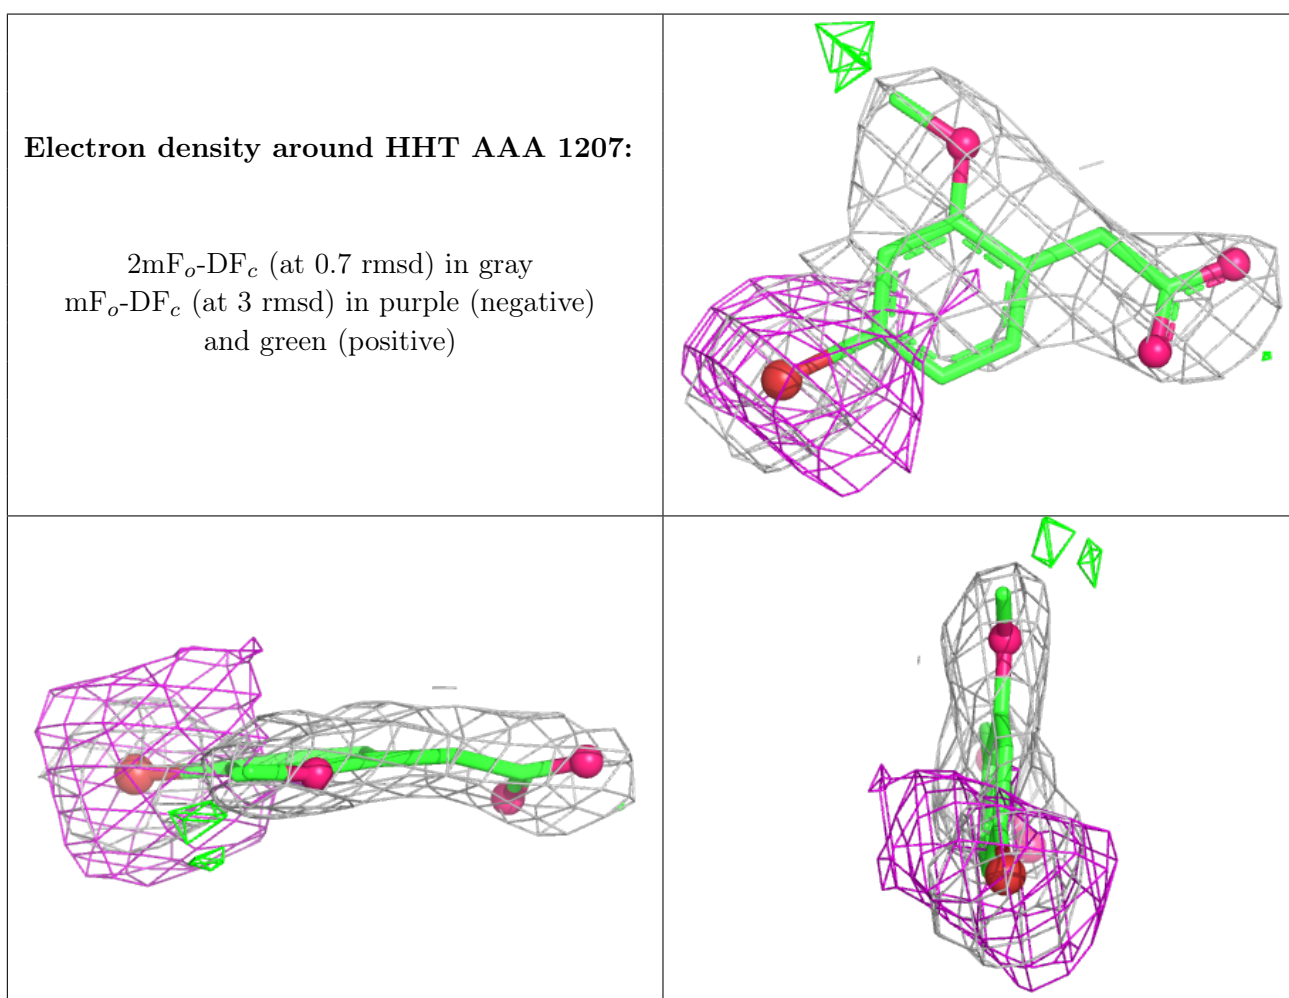 Electron density around HHT AAA 1207:
2mFo-DFc (at 0.7 rmsd) in gray
mFo-DFc (at 3 rmsd) in purple (negative)
and green (positive)